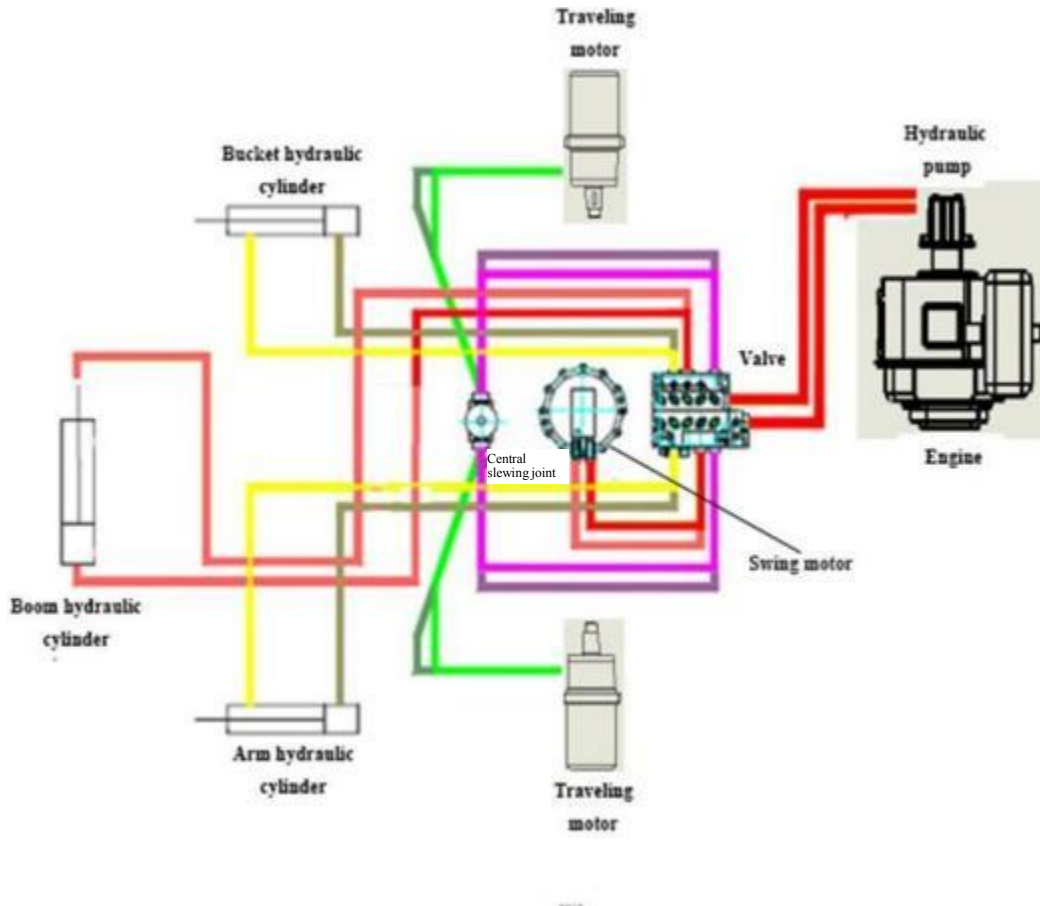 Traveling
motor
Hydraulic
pump
Bucket hydraulic
cylinder
Valve
Central
slewing joint
Engine
Swing motor
Boom hydraulic
cylinder
Arm hydraulic
cylinder
Traveling
motor